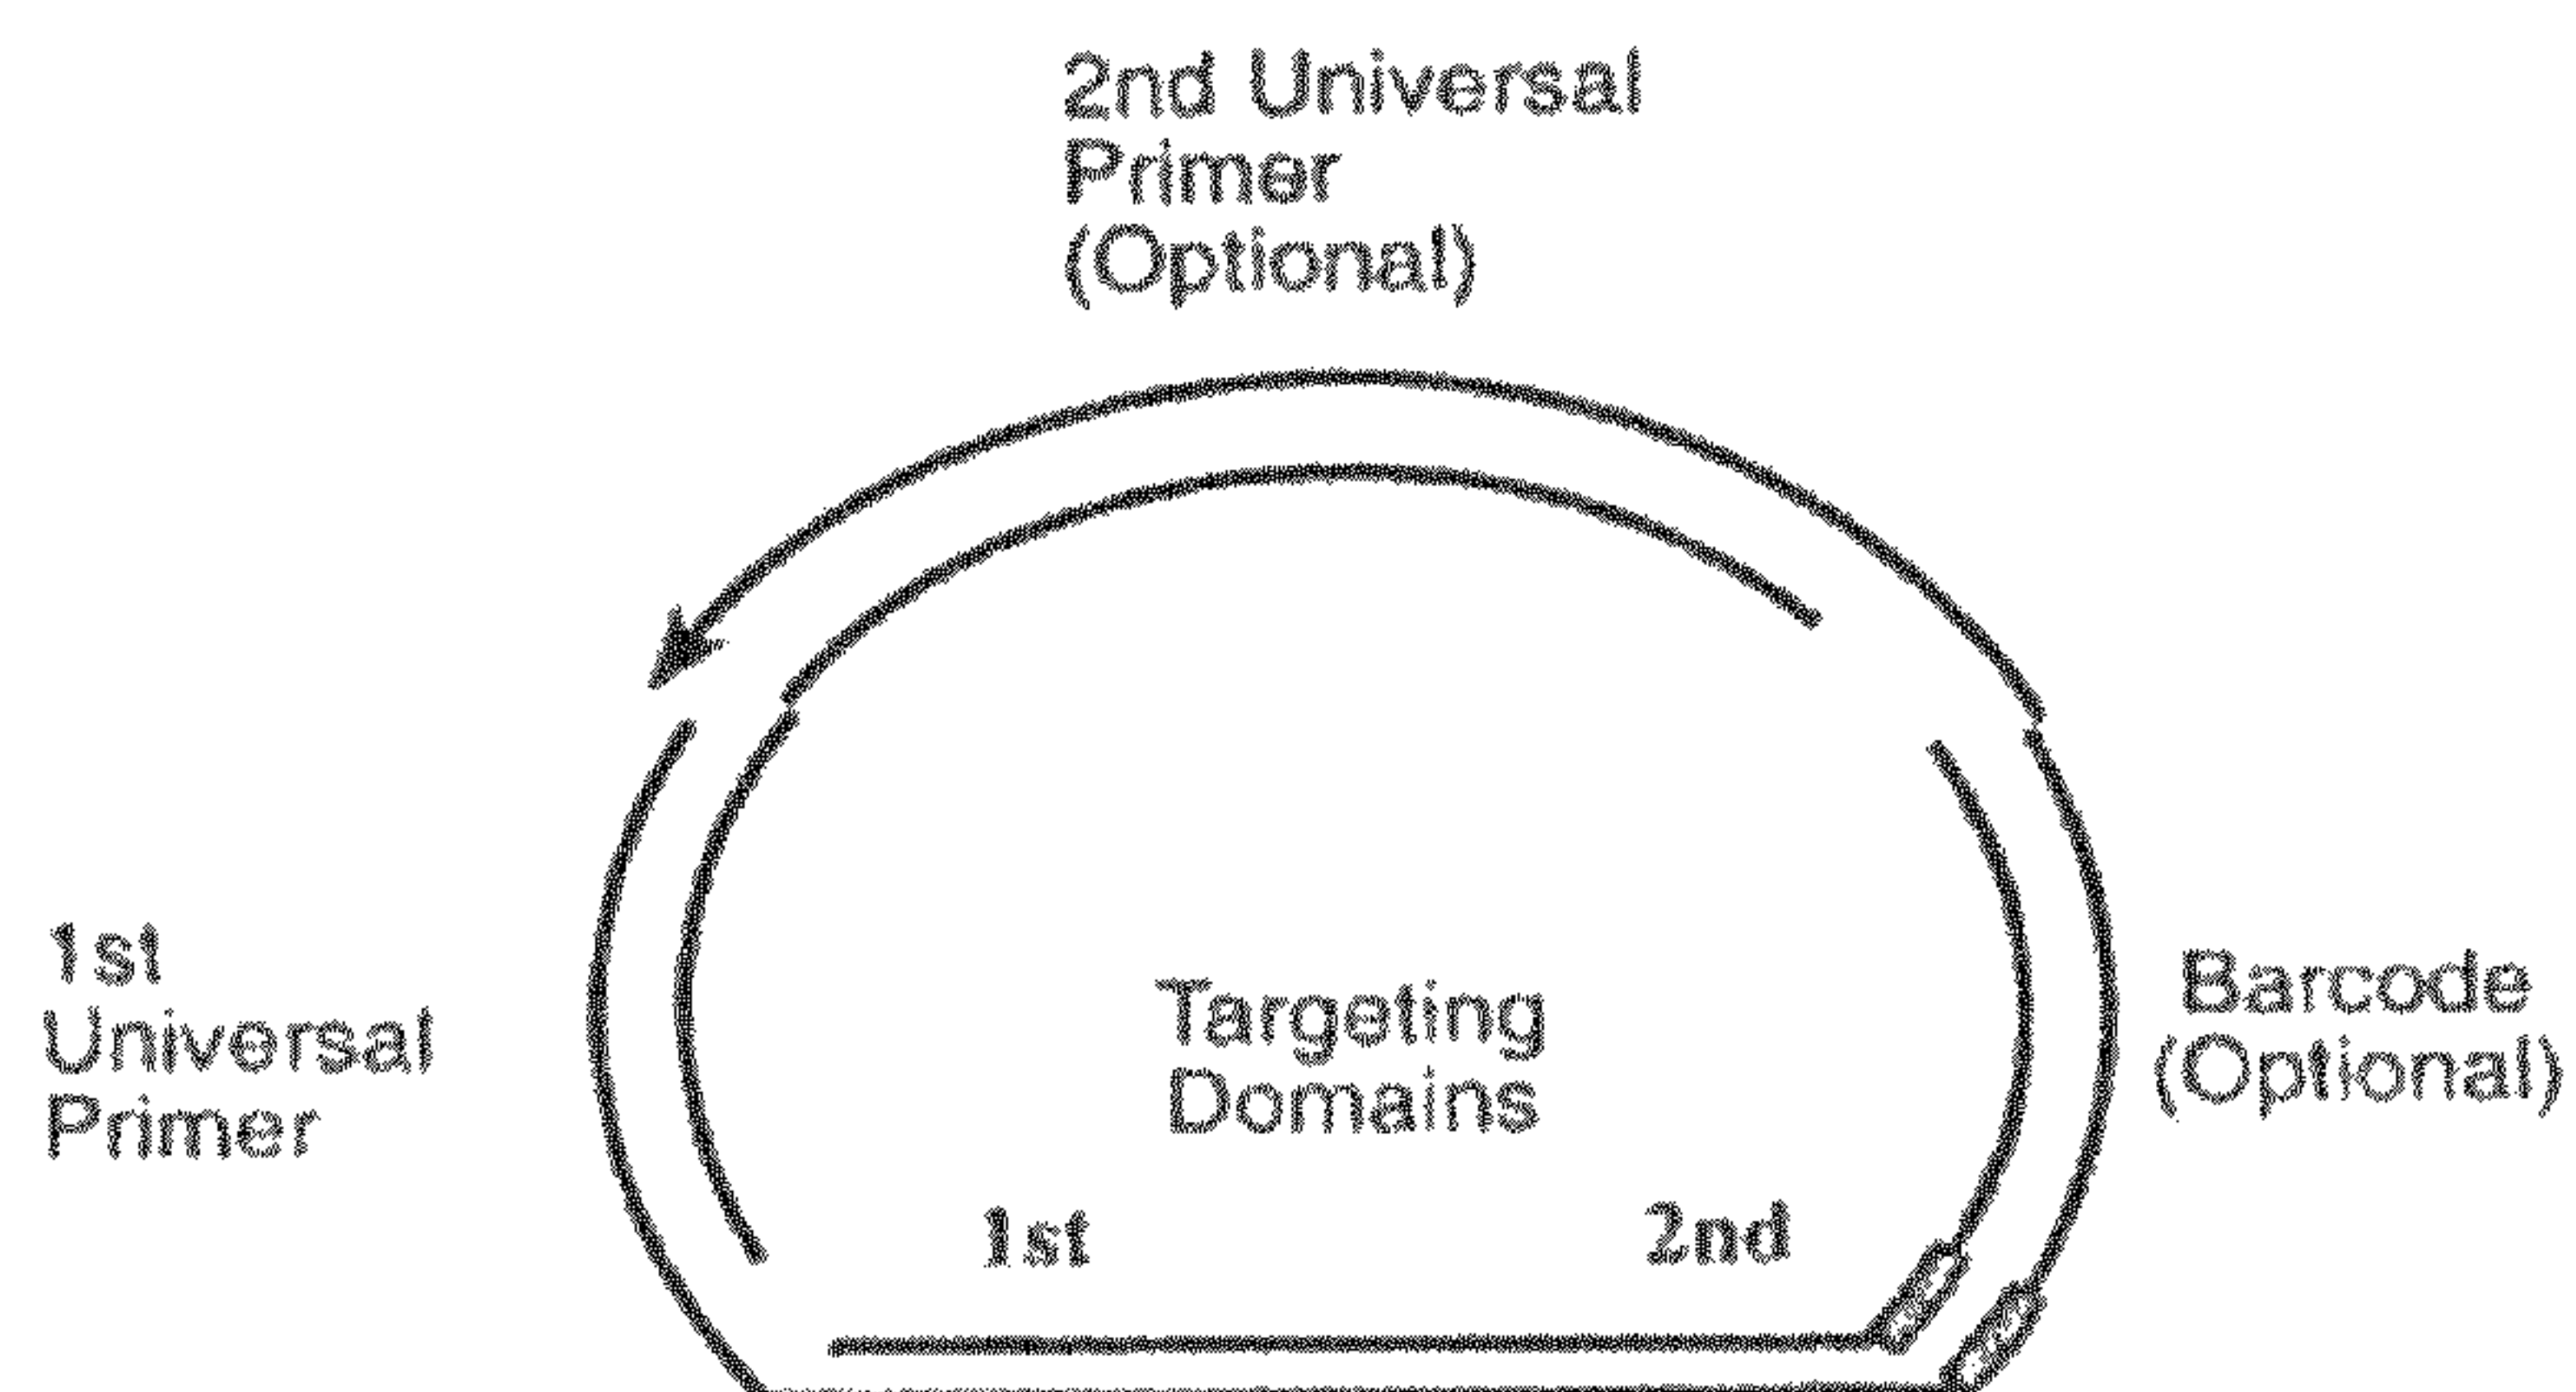 2nd Universal
Primer
(Optional)
1st
Universal
Primer
Targeting
Domains
Barcode
(Optional)
1st
2nd